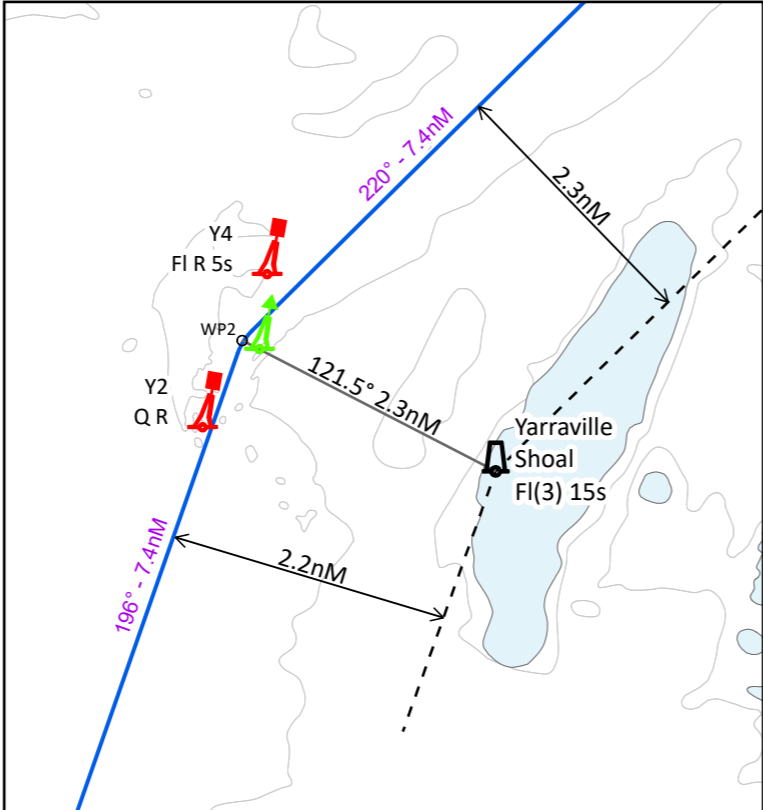 220° - 7.4nM
2.3nM
Y4
Fl R 5s
WP2
121.5° 2.3nM
Y2
Q R
Yarraville
Shoal
Fl(3) 15s
196° - 7.4nM
2.2nM